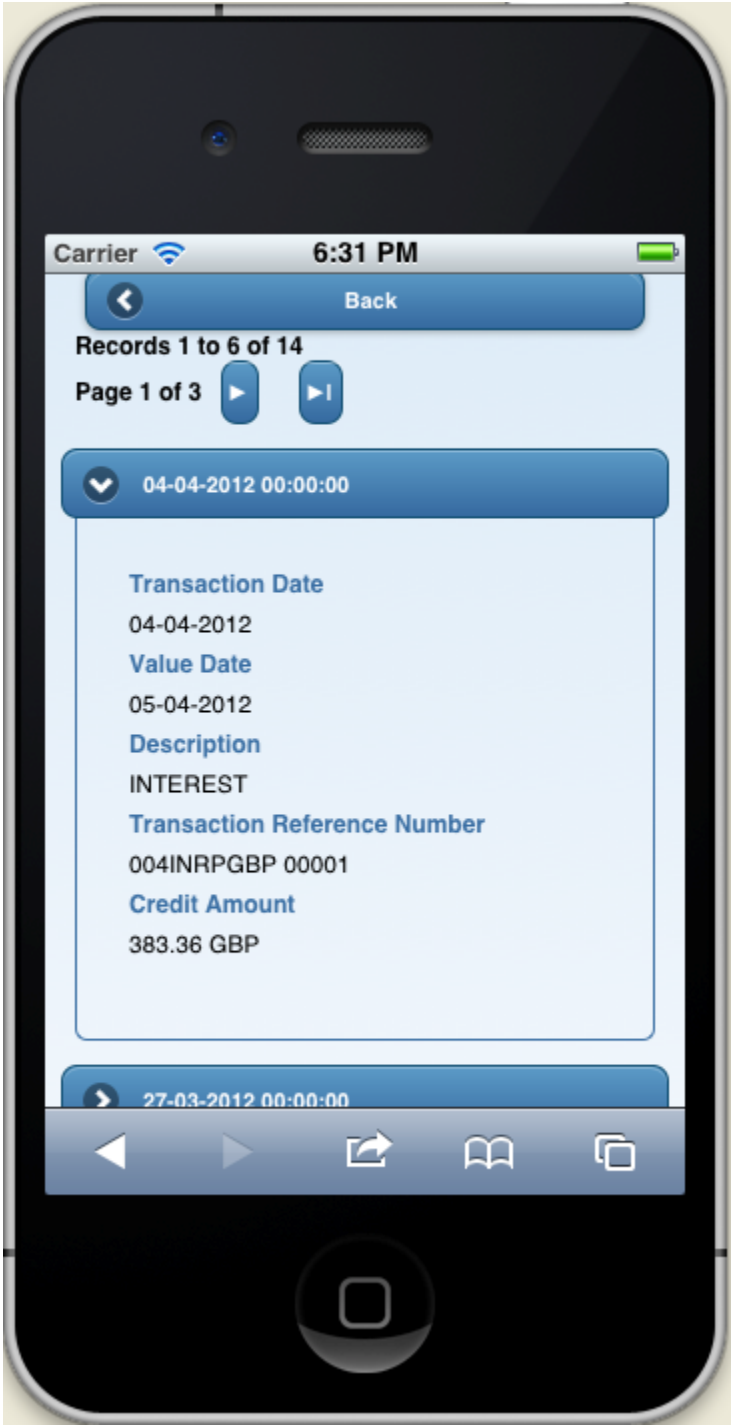 Carrier 6:31 PM
Back
Records 1 to 6 of 14
Page 1 of 3
04-04-2012 00:00:00
Transaction Date
04-04-2012
Value Date
05-04-2012
Description
INTEREST
Transaction Reference Number
004INRPGBP 00001
Credit Amount
383.36 GBP
27-03-2012 00:00:00